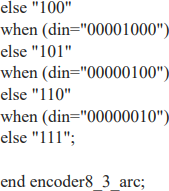 else "100"
when (din="00001000")
else "101"
when (din="00000100")
else "110"
when (din="00000010")
else "111";
end encoder8_3_arc;